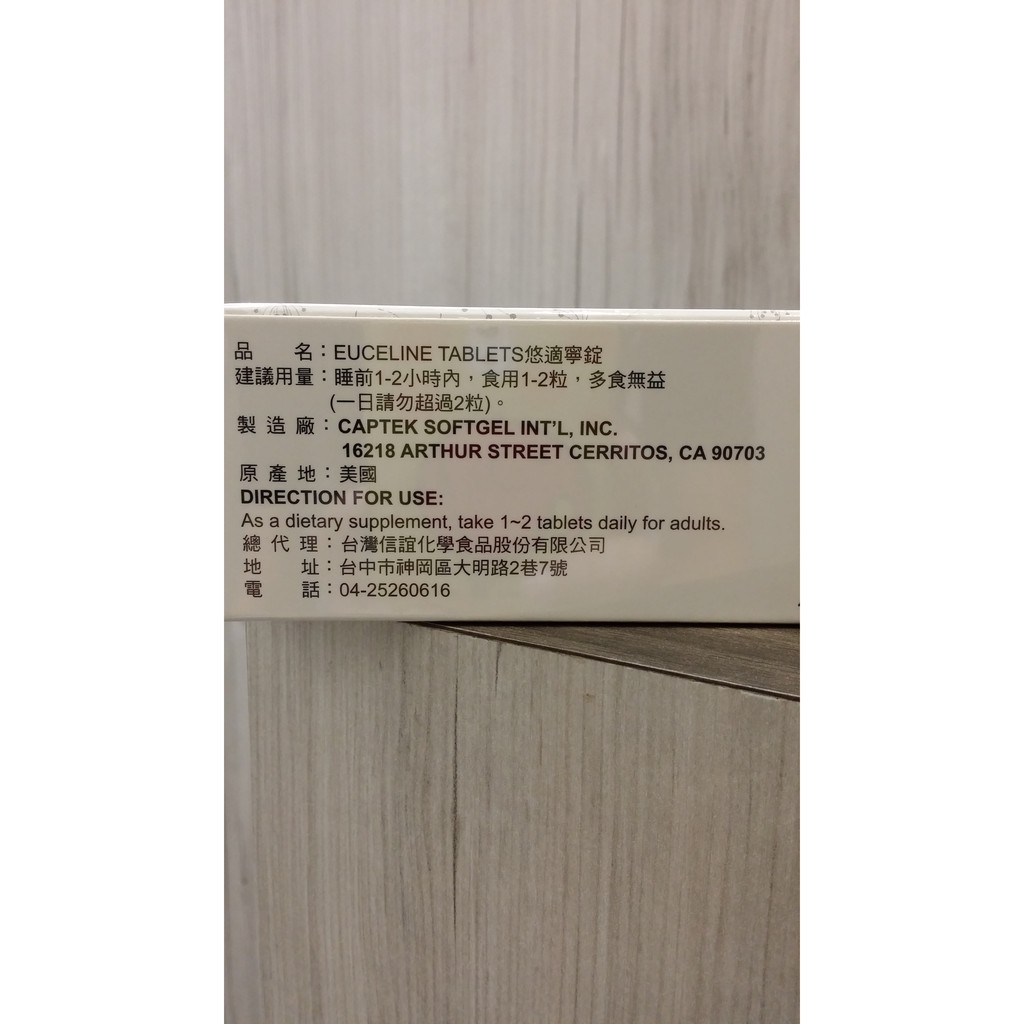 品　　名：EUCELINE TABLETS悠適寧錠
建議用量：睡前1-2小時內，食用1-2粒，多食無益
(一日請勿超過2粒)。
製 造 廠：CAPTEK SOFTGEL INT'L, INC.
16218 ARTHUR STREET CERRITOS, CA 90703
原 產 地：美國
DIRECTION FOR USE:
As a dietary supplement, take 1~2 tablets daily for adults.
總 代 理：台灣信誼化學食品股份有限公司
地　　址：台中市神岡區大明路2巷7號
電　　話：04-25260616